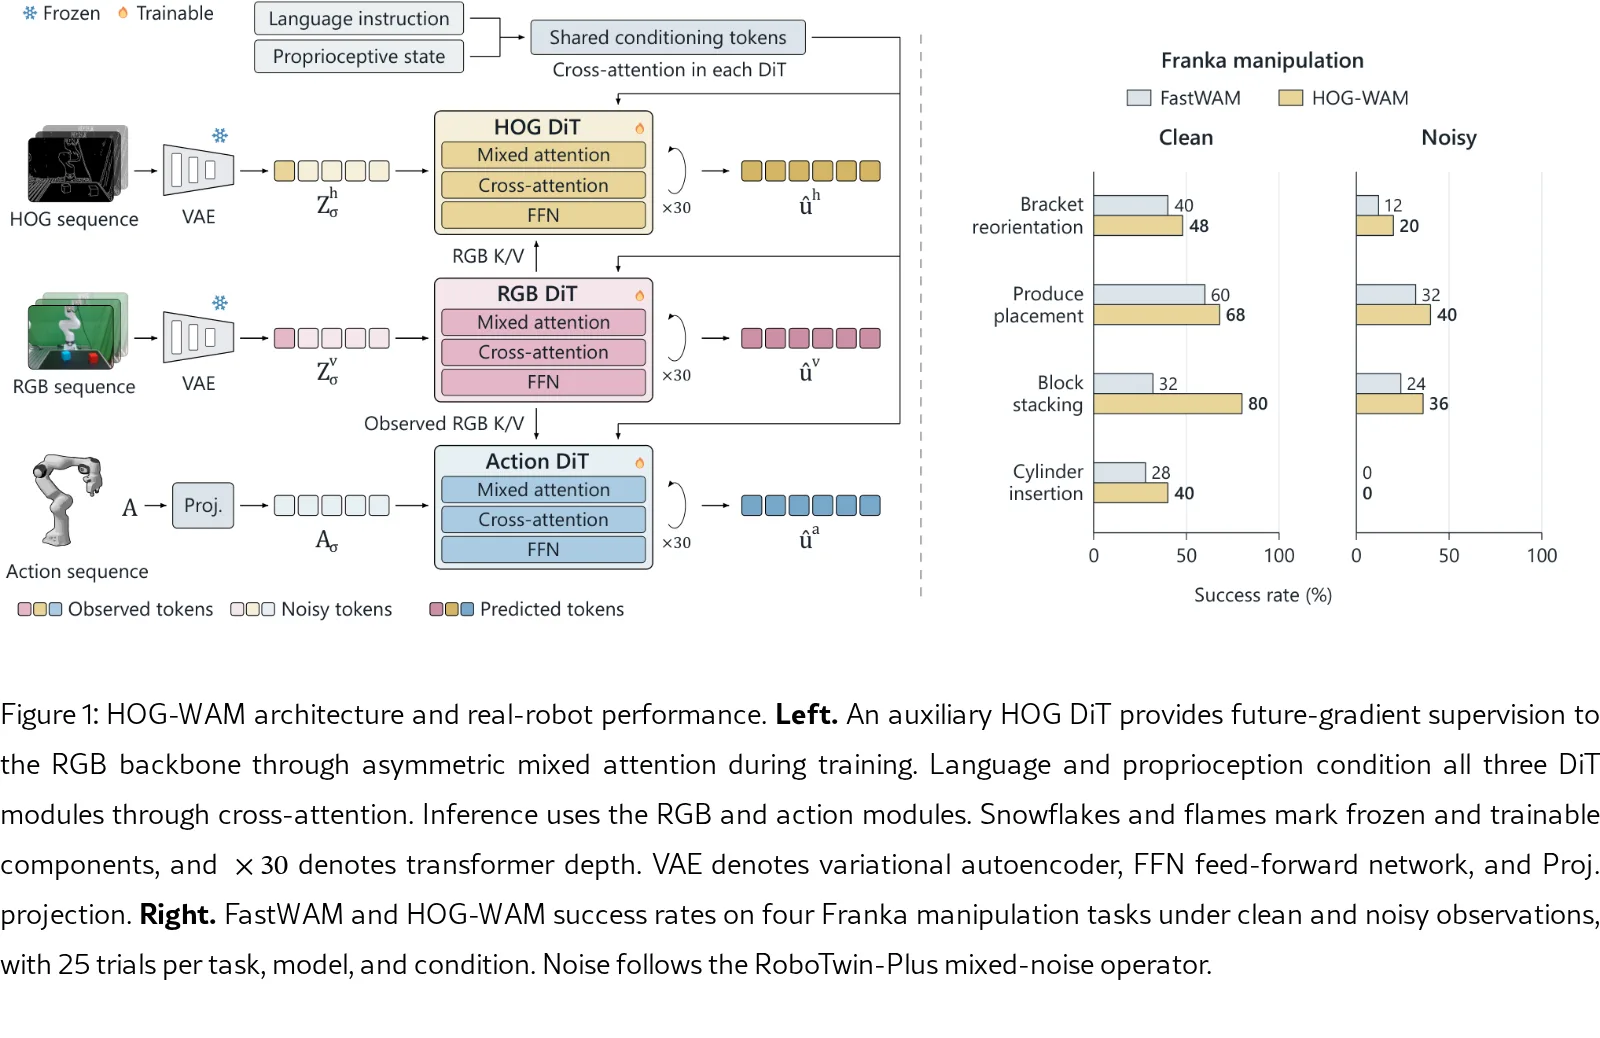 Frozen Trainable
Language instruction
Proprioceptive state
Shared conditioning tokens
Cross-attention in each DiT
HOG sequence
VAE
Z_σ^h
HOG DiT
Mixed attention
Cross-attention
FFN
×30
û^h
RGB K/V
RGB sequence
VAE
Z_σ^v
RGB DiT
Mixed attention
Cross-attention
FFN
×30
û^v
Observed RGB K/V
Action sequence
A
Proj.
A_σ
Action DiT
Mixed attention
Cross-attention
FFN
×30
û^a
Observed tokens Noisy tokens Predicted tokens
Franka manipulation
FastWAM HOG-WAM
Clean Noisy
Bracket
reorientation
40 12
48 20
Produce
placement
60 32
68 40
Block
stacking
32 24
80 36
Cylinder
insertion
28 0
40 0
0 50 100 0 50 100
Success rate (%)
Figure 1: HOG-WAM architecture and real-robot performance. Left. An auxiliary HOG DiT provides future-gradient supervision to
the RGB backbone through asymmetric mixed attention during training. Language and proprioception condition all three DiT
modules through cross-attention. Inference uses the RGB and action modules. Snowflakes and flames mark frozen and trainable
components, and × 30 denotes transformer depth. VAE denotes variational autoencoder, FFN feed-forward network, and Proj.
projection. Right. FastWAM and HOG-WAM success rates on four Franka manipulation tasks under clean and noisy observations,
with 25 trials per task, model, and condition. Noise follows the RoboTwin-Plus mixed-noise operator.